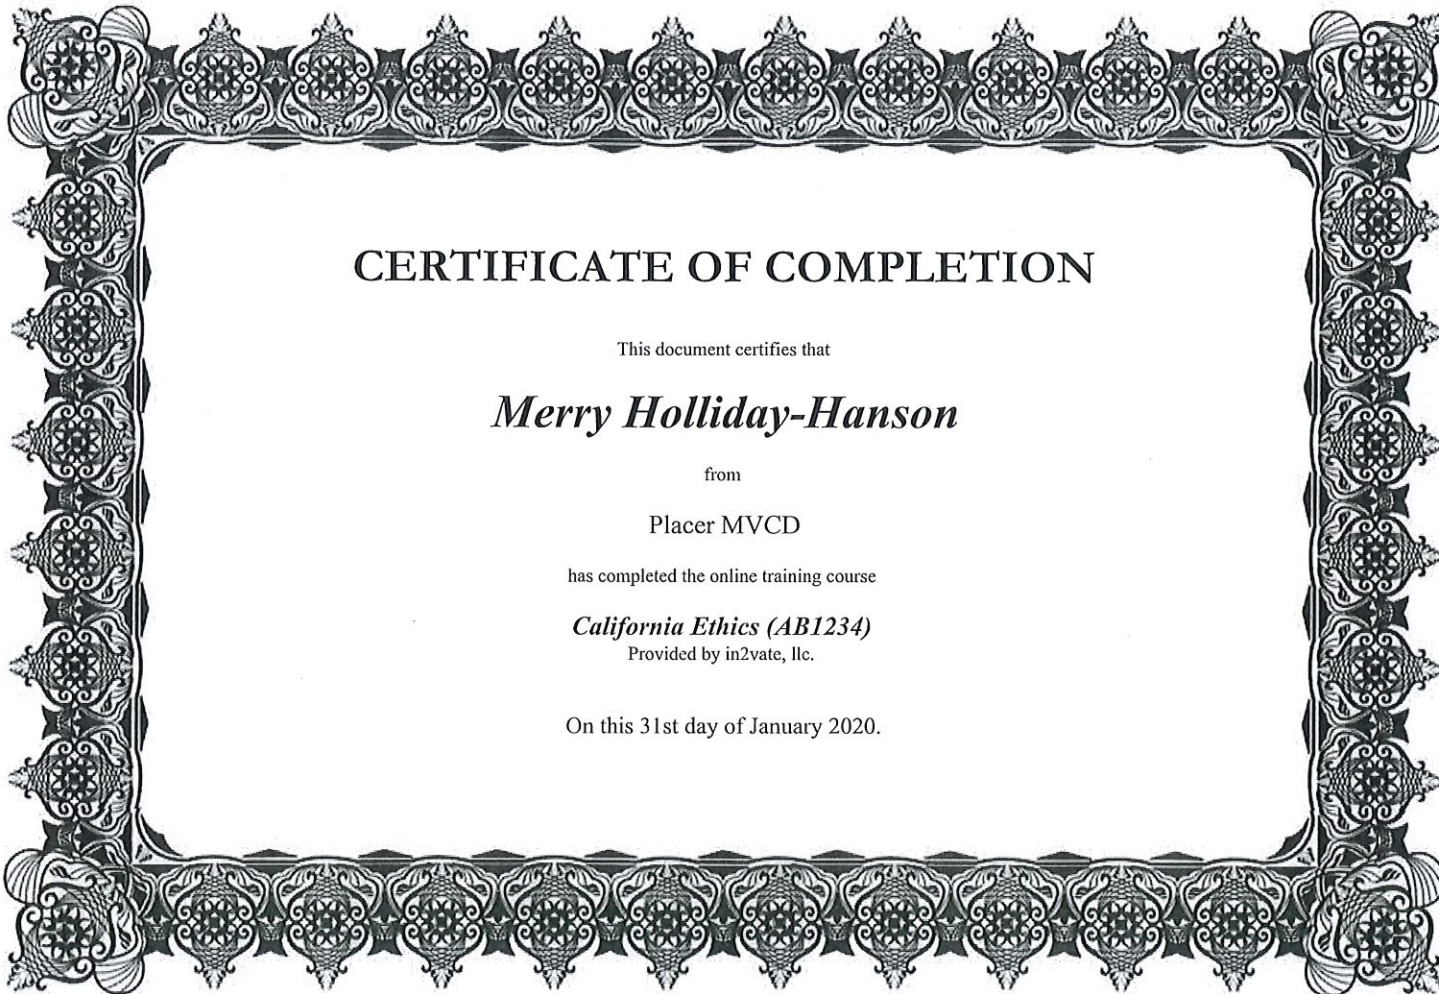 CERTIFICATE OF COMPLETION
This document certifies that
Merry Holliday-Hanson
from
Placer MVCD
has completed the online training course
California Ethics (AB1234)
Provided by in2vate, llc.
On this 31st day of January 2020.